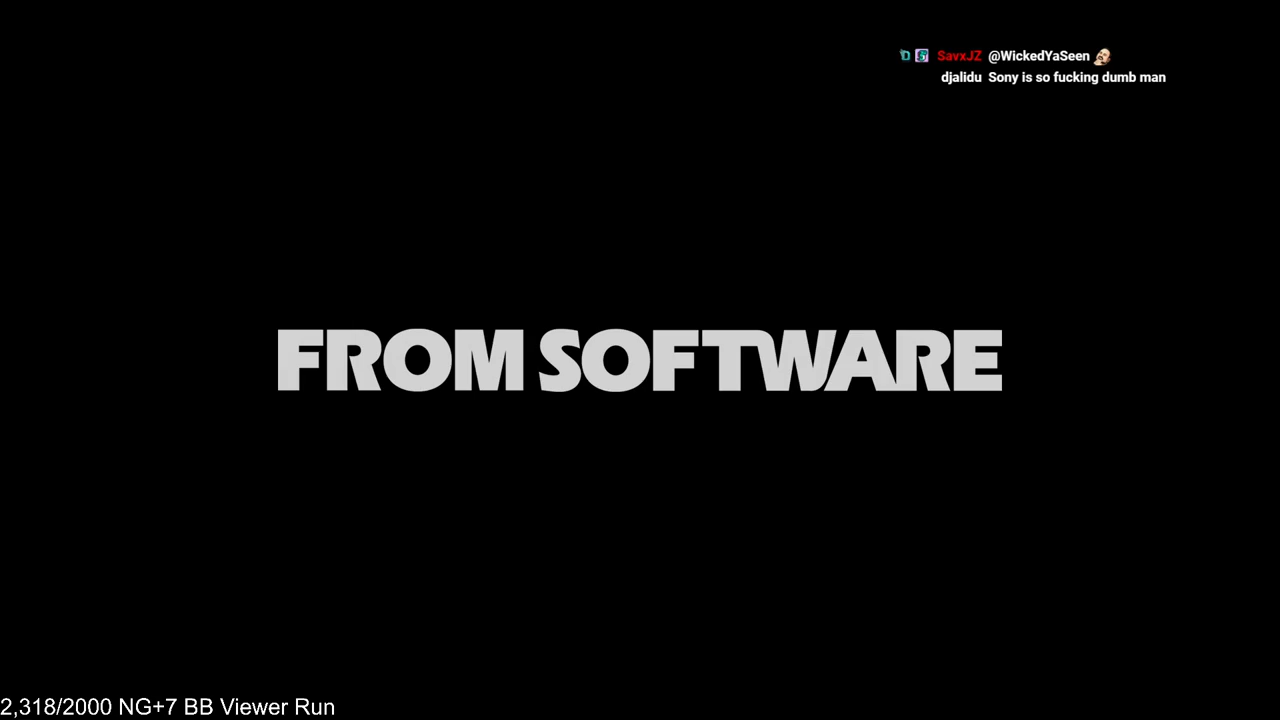 SavxJZ @WickedYaSeen
djalidu Sony is so fucking dumb man
FROM SOFTWARE
2,318/2000 NG+7 BB Viewer Run